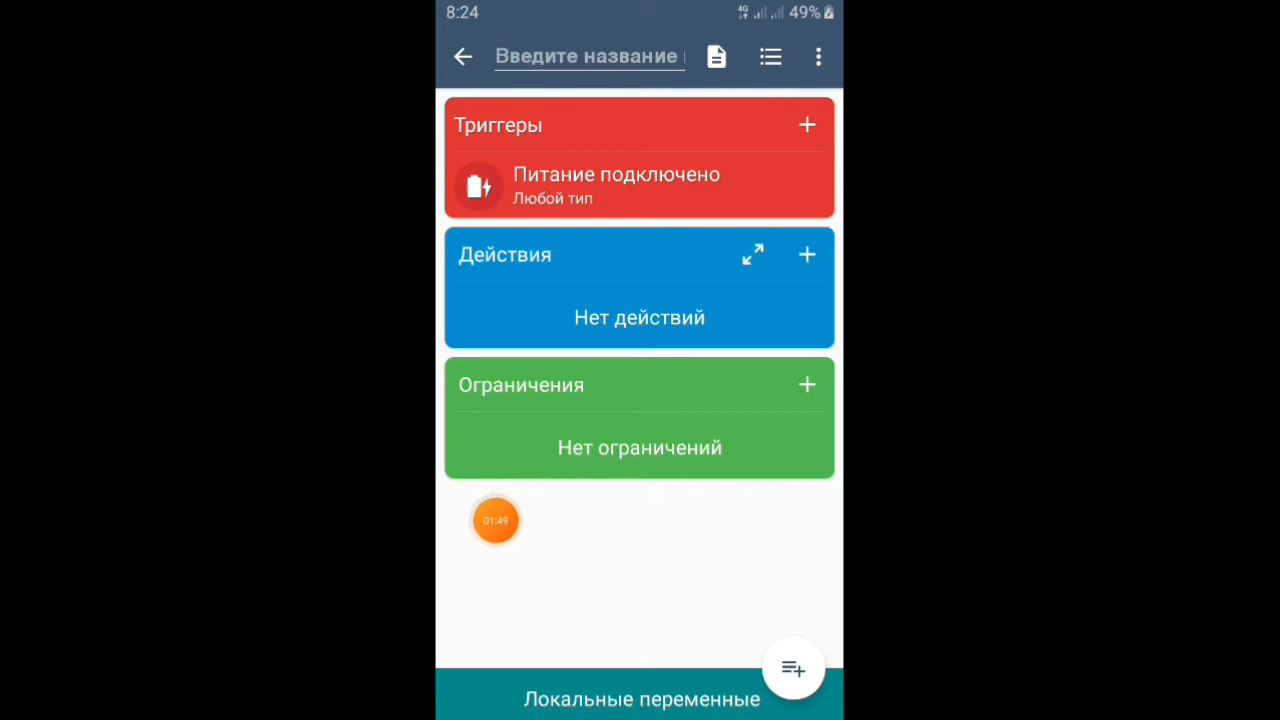 8:24
4G 49%
Введите название
Триггеры
Питание подключено
Любой тип
Действия
Нет действий
Ограничения
Нет ограничений
01:49
Локальные переменные